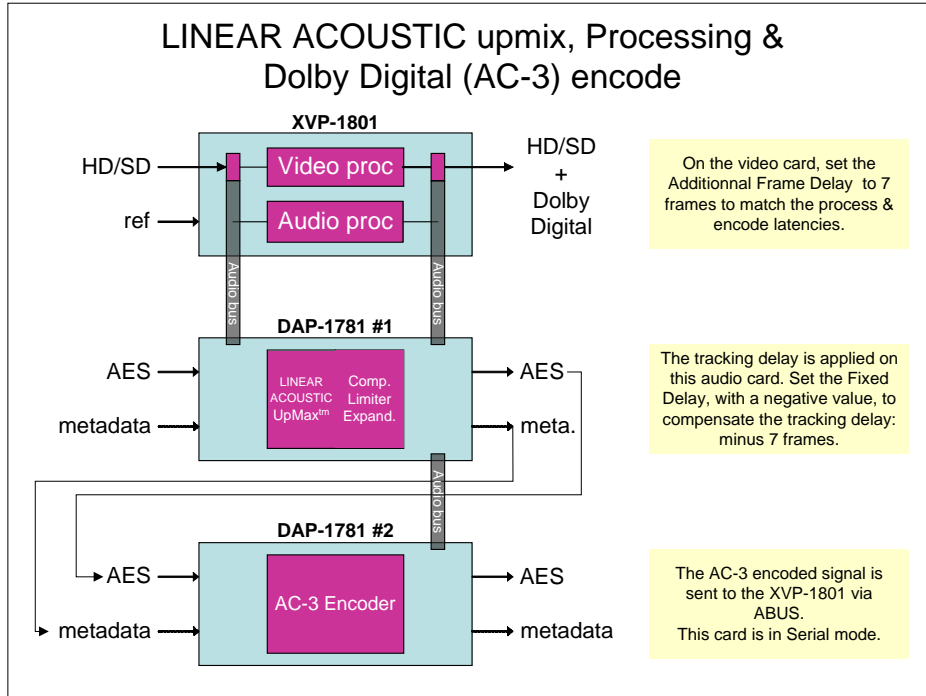 LINEAR ACOUSTIC upmix, Processing &
Dolby Digital (AC-3) encode
XVP-1801
HD/SD
Video proc
HD/SD
+
Dolby
Digital
ref
Audio proc
Audio bus
Audio bus
On the video card, set the
Additionnal Frame Delay to 7
frames to match the process &
encode latencies.
DAP-1781 #1
AES
metadata
LINEAR
ACOUSTIC
UpMax™
Comp.
Limiter
Expand.
AES
meta.
The tracking delay is applied on
this audio card. Set the Fixed
Delay, with a negative value, to
compensate the tracking delay:
minus 7 frames.
Audio bus
DAP-1781 #2
AES
metadata
AC-3 Encoder
AES
metadata
The AC-3 encoded signal is
sent to the XVP-1801 via
ABUS.
This card is in Serial mode.